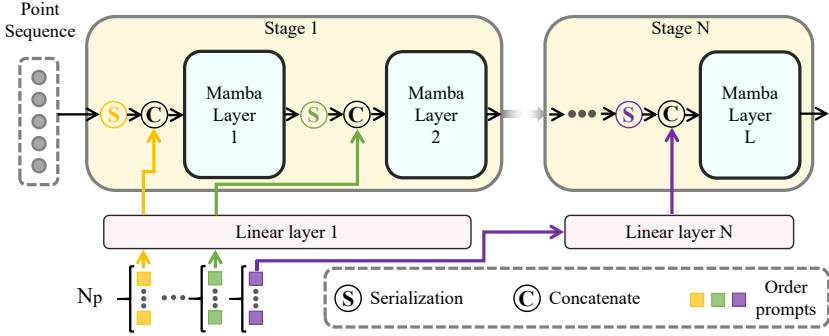 Point
Sequence
Stage 1
Stage N
S
C
Mamba
Layer
1
S
C
Mamba
Layer
2
S
C
Mamba
Layer
L
Linear layer 1
Linear layer N
Np
S Serialization
C Concatenate
Order
prompts